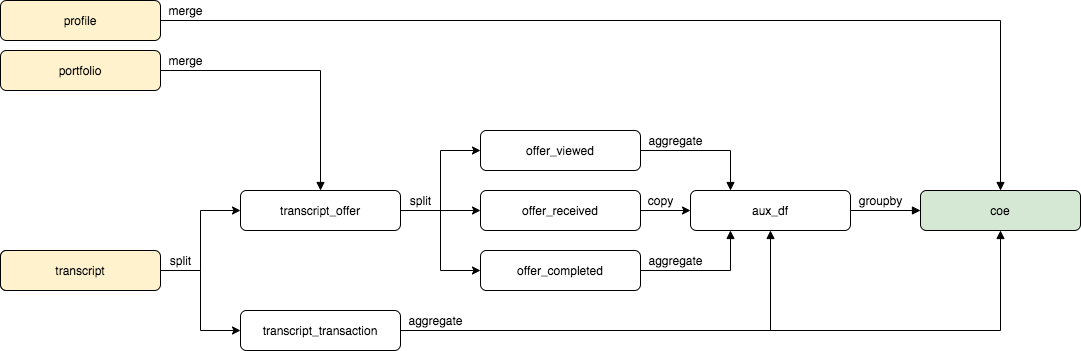 profile
merge
portfolio
merge
offer_viewed
aggregate
transcript_offer
split
offer_received
copy
aux_df
groupby
coe
transcript
split
offer_completed
aggregate
transcript_transaction
aggregate